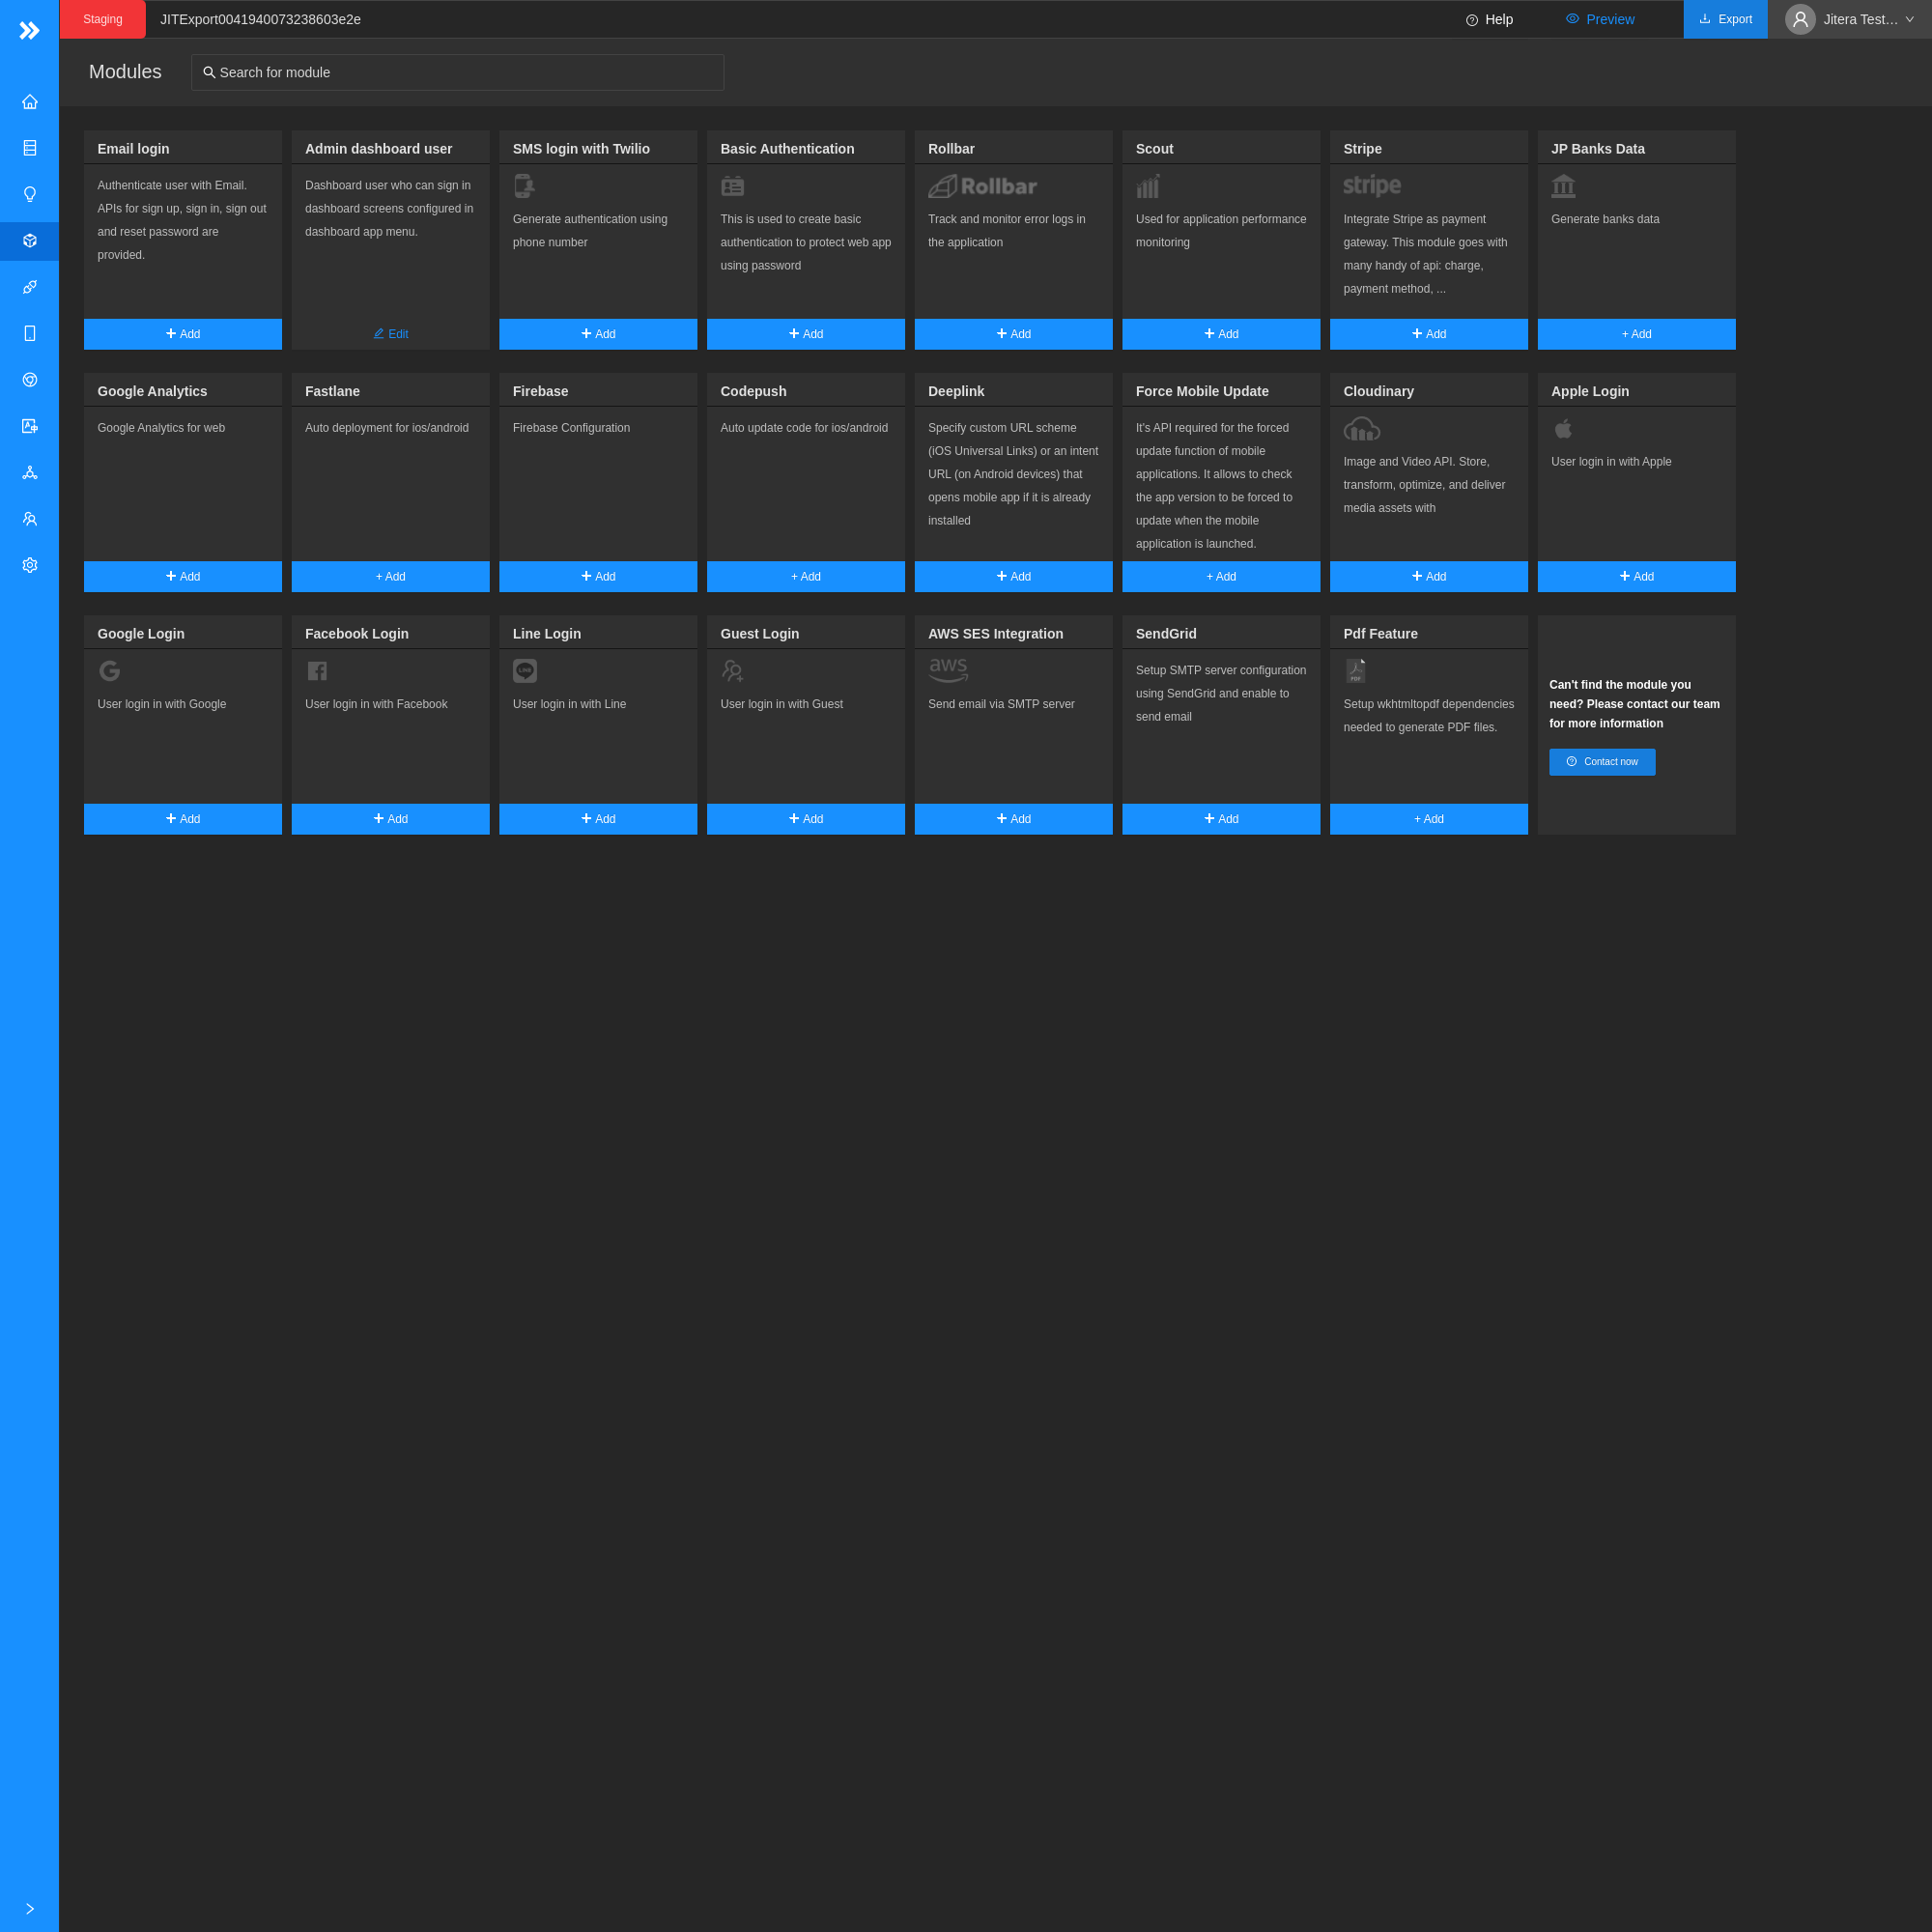 Staging
JITExport0041940073238603e2e
Help
Preview
Export
Jitera Test…
Modules
Search for module
Email login
Authenticate user with Email.
APIs for sign up, sign in, sign out
and reset password are
provided.
Add
Admin dashboard user
Dashboard user who can sign in
dashboard screens configured in
dashboard app menu.
Edit
SMS login with Twilio
Generate authentication using
phone number
Add
Basic Authentication
This is used to create basic
authentication to protect web app
using password
Add
Rollbar
Rollbar
Track and monitor error logs in
the application
Add
Scout
Used for application performance
monitoring
Add
Stripe
stripe
Integrate Stripe as payment
gateway. This module goes with
many handy of api: charge,
payment method, ...
Add
JP Banks Data
Generate banks data
+ Add
Google Analytics
Google Analytics for web
Add
Fastlane
Auto deployment for ios/android
+ Add
Firebase
Firebase Configuration
Add
Codepush
Auto update code for ios/android
+ Add
Deeplink
Specify custom URL scheme
(iOS Universal Links) or an intent
URL (on Android devices) that
opens mobile app if it is already
installed
Add
Force Mobile Update
It's API required for the forced
update function of mobile
applications. It allows to check
the app version to be forced to
update when the mobile
application is launched.
+ Add
Cloudinary
Image and Video API. Store,
transform, optimize, and deliver
media assets with
Add
Apple Login
User login in with Apple
Add
Google Login
User login in with Google
Add
Facebook Login
User login in with Facebook
Add
Line Login
LINE
User login in with Line
Add
Guest Login
User login in with Guest
Add
AWS SES Integration
aws
Send email via SMTP server
Add
SendGrid
Setup SMTP server configuration
using SendGrid and enable to
send email
Add
Pdf Feature
PDF
Setup wkhtmltopdf dependencies
needed to generate PDF files.
+ Add
Can't find the module you
need? Please contact our team
for more information
Contact now